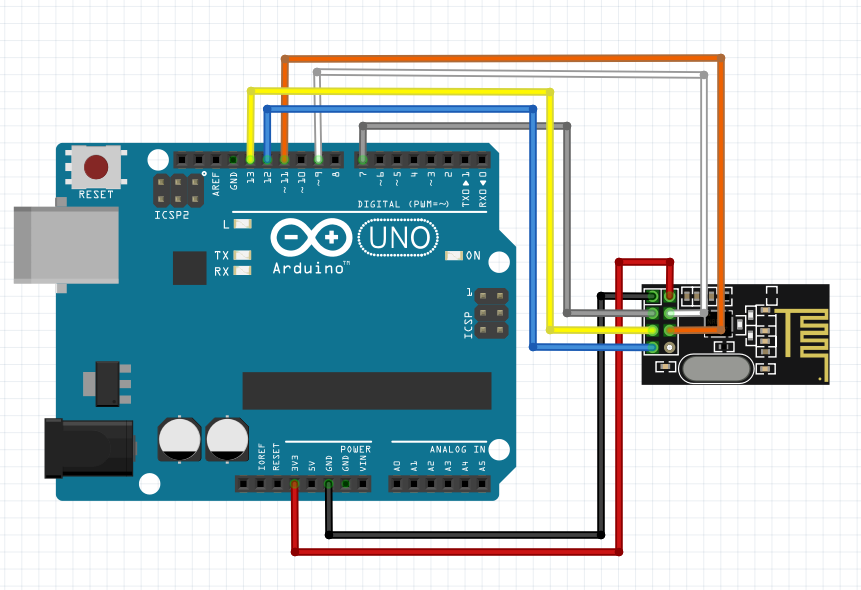 RESET
ICSP2
AREF
GND
13
12
~11
~10
~9
8
7
~6
~5
4
~3
2
TX0▶1
RX0◀0
DIGITAL (PWM=~)
L
TX
RX
UNO
Arduino™
ON
1
ICSP
POWER
ANALOG IN
IOREF
RESET
3V3
5V
GND
GND
VIN
A0
A1
A2
A3
A4
A5